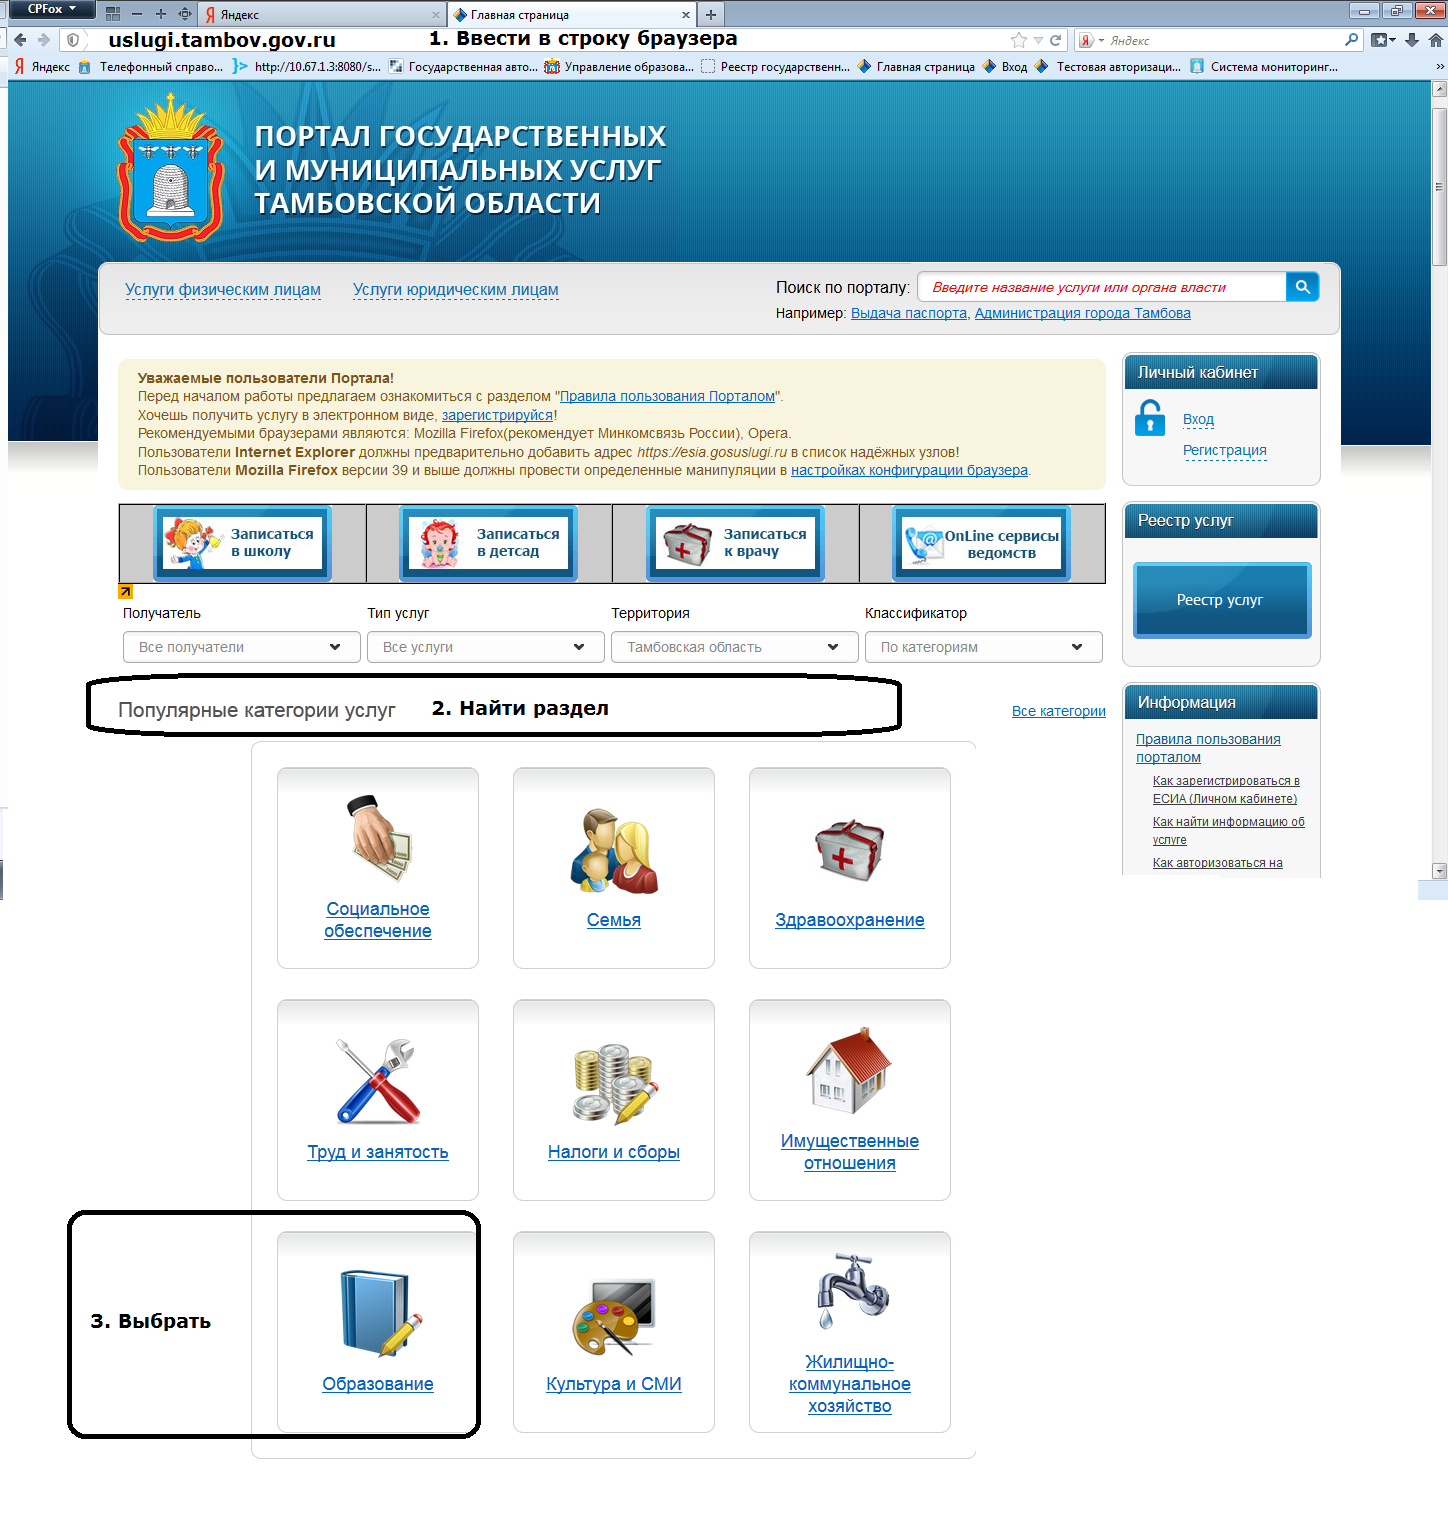 CPFox
Яндекс
Главная страница
uslugi.tambov.gov.ru
1. Ввести в строку браузера
Яндекс
Яндекс
Телефонный справо...
http://10.67.1.3:8080/s...
Государственная авто...
Управление образова...
Реестр государственн...
Главная страница
Вход
Тестовая авторизаци...
Система мониторинг...
ПОРТАЛ ГОСУДАРСТВЕННЫХ
И МУНИЦИПАЛЬНЫХ УСЛУГ
ТАМБОВСКОЙ ОБЛАСТИ
Услуги физическим лицам
Услуги юридическим лицам
Поиск по порталу:
Введите название услуги или органа власти
Например: Выдача паспорта, Администрация города Тамбова
Уважаемые пользователи Портала!
Перед началом работы предлагаем ознакомиться с разделом "Правила пользования Порталом".
Хочешь получить услугу в электронном виде, зарегистрируйся!
Рекомендуемыми браузерами являются: Mozilla Firefox(рекомендует Минкомсвязь России), Opera.
Пользователи Internet Explorer должны предварительно добавить адрес https://esia.gosuslugi.ru в список надёжных узлов!
Пользователи Mozilla Firefox версии 39 и выше должны провести определенные манипуляции в настройках конфигурации браузера.
Личный кабинет
Вход
Регистрация
Записаться
в школу
Записаться
в детсад
Записаться
к врачу
OnLine сервисы
ведомств
Реестр услуг
Реестр услуг
Получатель
Тип услуг
Территория
Классификатор
Все получатели
Все услуги
Тамбовская область
По категориям
Популярные категории услуг
2. Найти раздел
Все категории
Информация
Правила пользования
порталом
Как зарегистрироваться в
ЕСИА (Личном кабинете)
Как найти информацию об
услуге
Как авторизоваться на
Социальное
обеспечение
Семья
Здравоохранение
Труд и занятость
Налоги и сборы
Имущественные
отношения
3. Выбрать
Образование
Культура и СМИ
Жилищно-
коммунальное
хозяйство